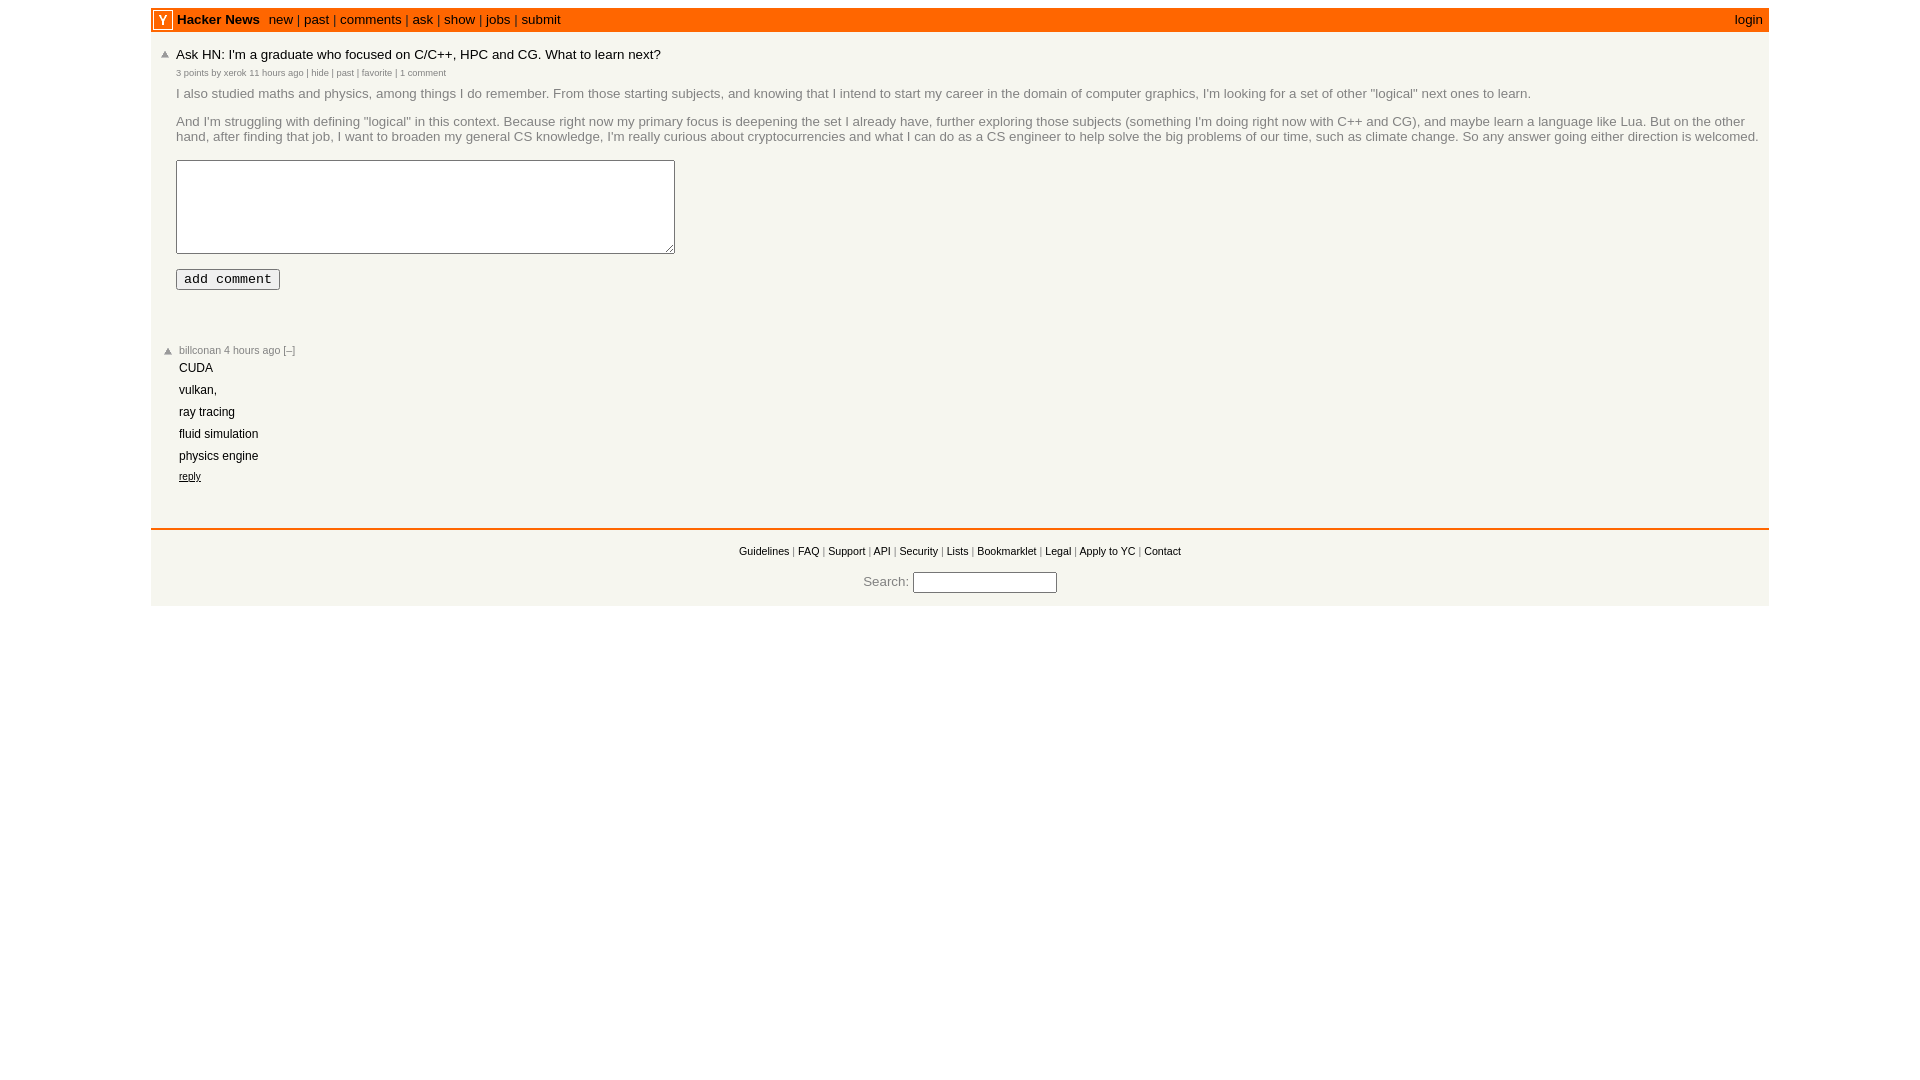 Y Hacker News new | past | comments | ask | show | jobs | submit login
Ask HN: I'm a graduate who focused on C/C++, HPC and CG. What to learn next?
3 points by xerok 11 hours ago | hide | past | favorite | 1 comment
I also studied maths and physics, among things I do remember. From those starting subjects, and knowing that I intend to start my career in the domain of computer graphics, I'm looking for a set of other "logical" next ones to learn.
And I'm struggling with defining "logical" in this context. Because right now my primary focus is deepening the set I already have, further exploring those subjects (something I'm doing right now with C++ and CG), and maybe learn a language like Lua. But on the other
hand, after finding that job, I want to broaden my general CS knowledge, I'm really curious about cryptocurrencies and what I can do as a CS engineer to help solve the big problems of our time, such as climate change. So any answer going either direction is welcomed.
add comment
billconan 4 hours ago [–]
CUDA
vulkan,
ray tracing
fluid simulation
physics engine
reply
Guidelines | FAQ | Support | API | Security | Lists | Bookmarklet | Legal | Apply to YC | Contact
Search: